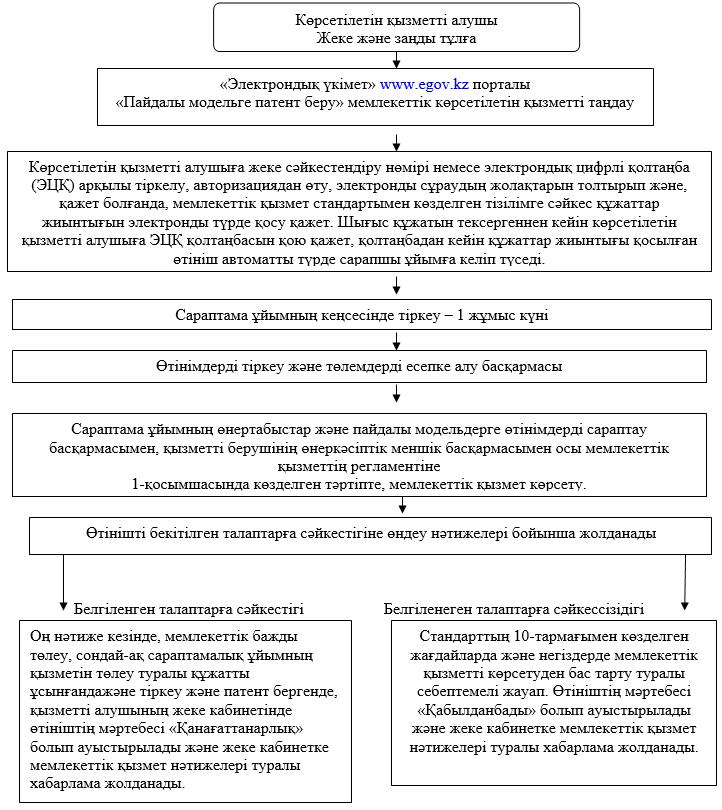 Көрсетілетін қызметті алушы
Жеке және заңды тұлға
«Электрондық үкімет» www.egov.kz порталы
«Пайдалы модельге патент беру» мемлекеттік көрсетілетін қызметті таңдау
Көрсетілетін қызметті алушыға жеке сәйкестендіру нөмірі немесе электрондық цифрлі қолтаңба
(ЭЦҚ) арқылы тіркелу, авторизациядан өту, электронды сұраудың жолақтарын толтырып және,
қажет болғанда, мемлекеттік қызмет стандартымен көзделген тізілімге сәйкес құжаттар
жиынтығын электронды түрде қосу қажет. Шығыс құжатын тексергеннен кейін көрсетілетін
қызметті алушыға ЭЦҚ қолтаңбасын қою қажет, қолтаңбадан кейін құжаттар жиынтығы қосылған
өтініш автоматты түрде сарапшы ұйымға келіп түседі.
Сараптама ұйымның кеңсесінде тіркеу – 1 жұмыс күні
Өтінімдерді тіркеу және төлемдерді есепке алу басқармасы
Сараптама ұйымның өнертабыстар және пайдалы модельдерге өтінімдерді сараптау
басқармасымен, қызметті берушінің өнеркәсіптік меншік басқармасымен осы мемлекеттік
қызметтің регламентіне
1-қосымшасында көзделген тәртіпте, мемлекеттік қызмет көрсету.
Өтінішті бекітілген талаптарға сәйкестігіне өңдеу нәтижелері бойынша жолданады
Белгіленген талаптарға сәйкестігі
Оң нәтиже кезінде, мемлекеттік бажды
төлеу, сондай-ақ сараптамалық ұйымның
қызметін төлеу туралы құжатты
ұсынғандажәне тіркеу және патент бергенде,
қызметті алушының жеке кабинетінде
өтініштің мәртебесі «Қанағаттанарлық»
болып ауыстырылады және жеке кабинетке
мемлекеттік қызмет нәтижелері туралы
хабарлама жолданады.
Белгіленеген талаптарға сәйкессізідігі
Стандарттың 10-тармағымен көзделген
жағдайларда және негіздерде мемлекеттік
қызметті көрсетуден бас тарту туралы
себептемелі жауап. Өтініштің мәртебесі
«Қабылданбады» болып ауыстырылады
және жеке кабинетке мемлекеттік қызмет
нәтижелері туралы хабарлама жолданады.